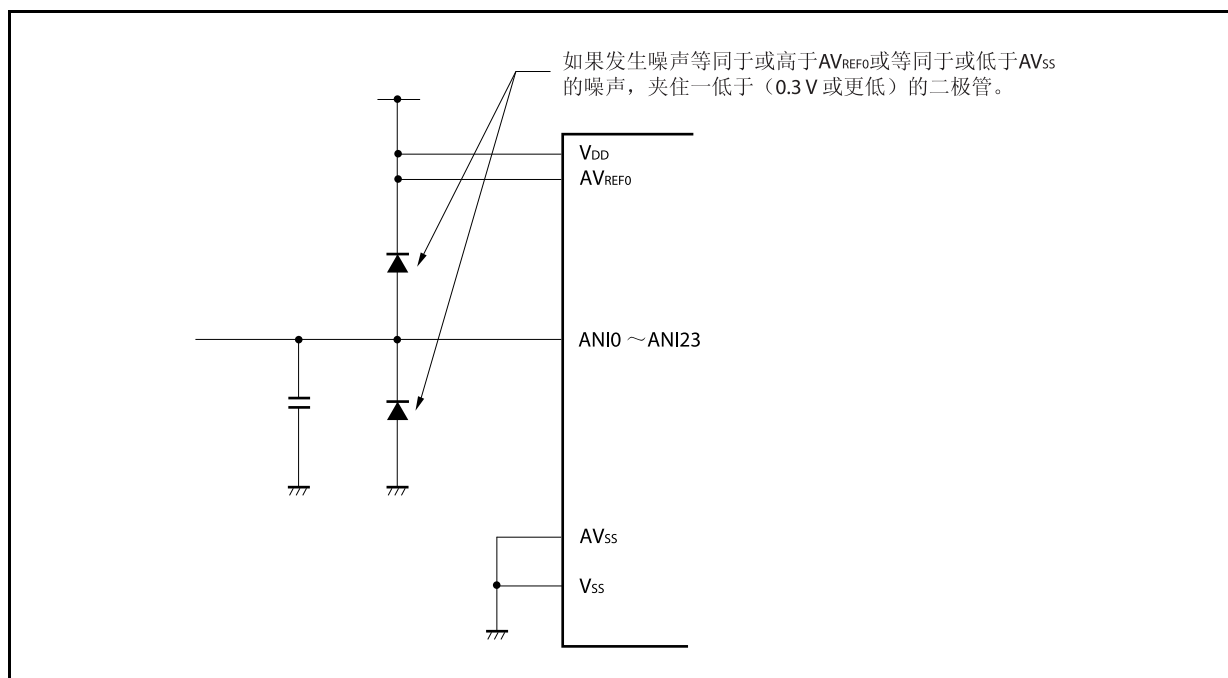 如果发生噪声等同于或高于AVREF0或等同于或低于AVSS
的噪声，夹住一低于（0.3 V 或更低）的二极管。
VDD
AVREF0
ANI0 ～ANI23
AVSS
VSS